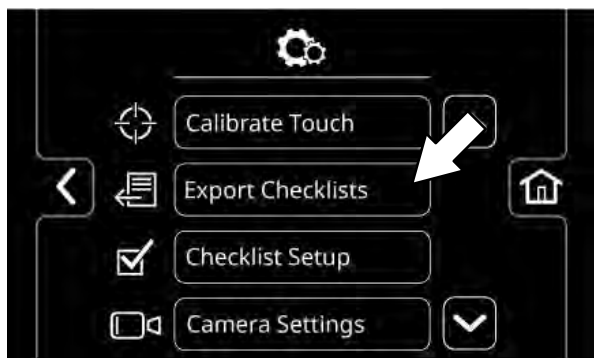 Calibrate Touch
Export Checklists
Checklist Setup
Camera Settings